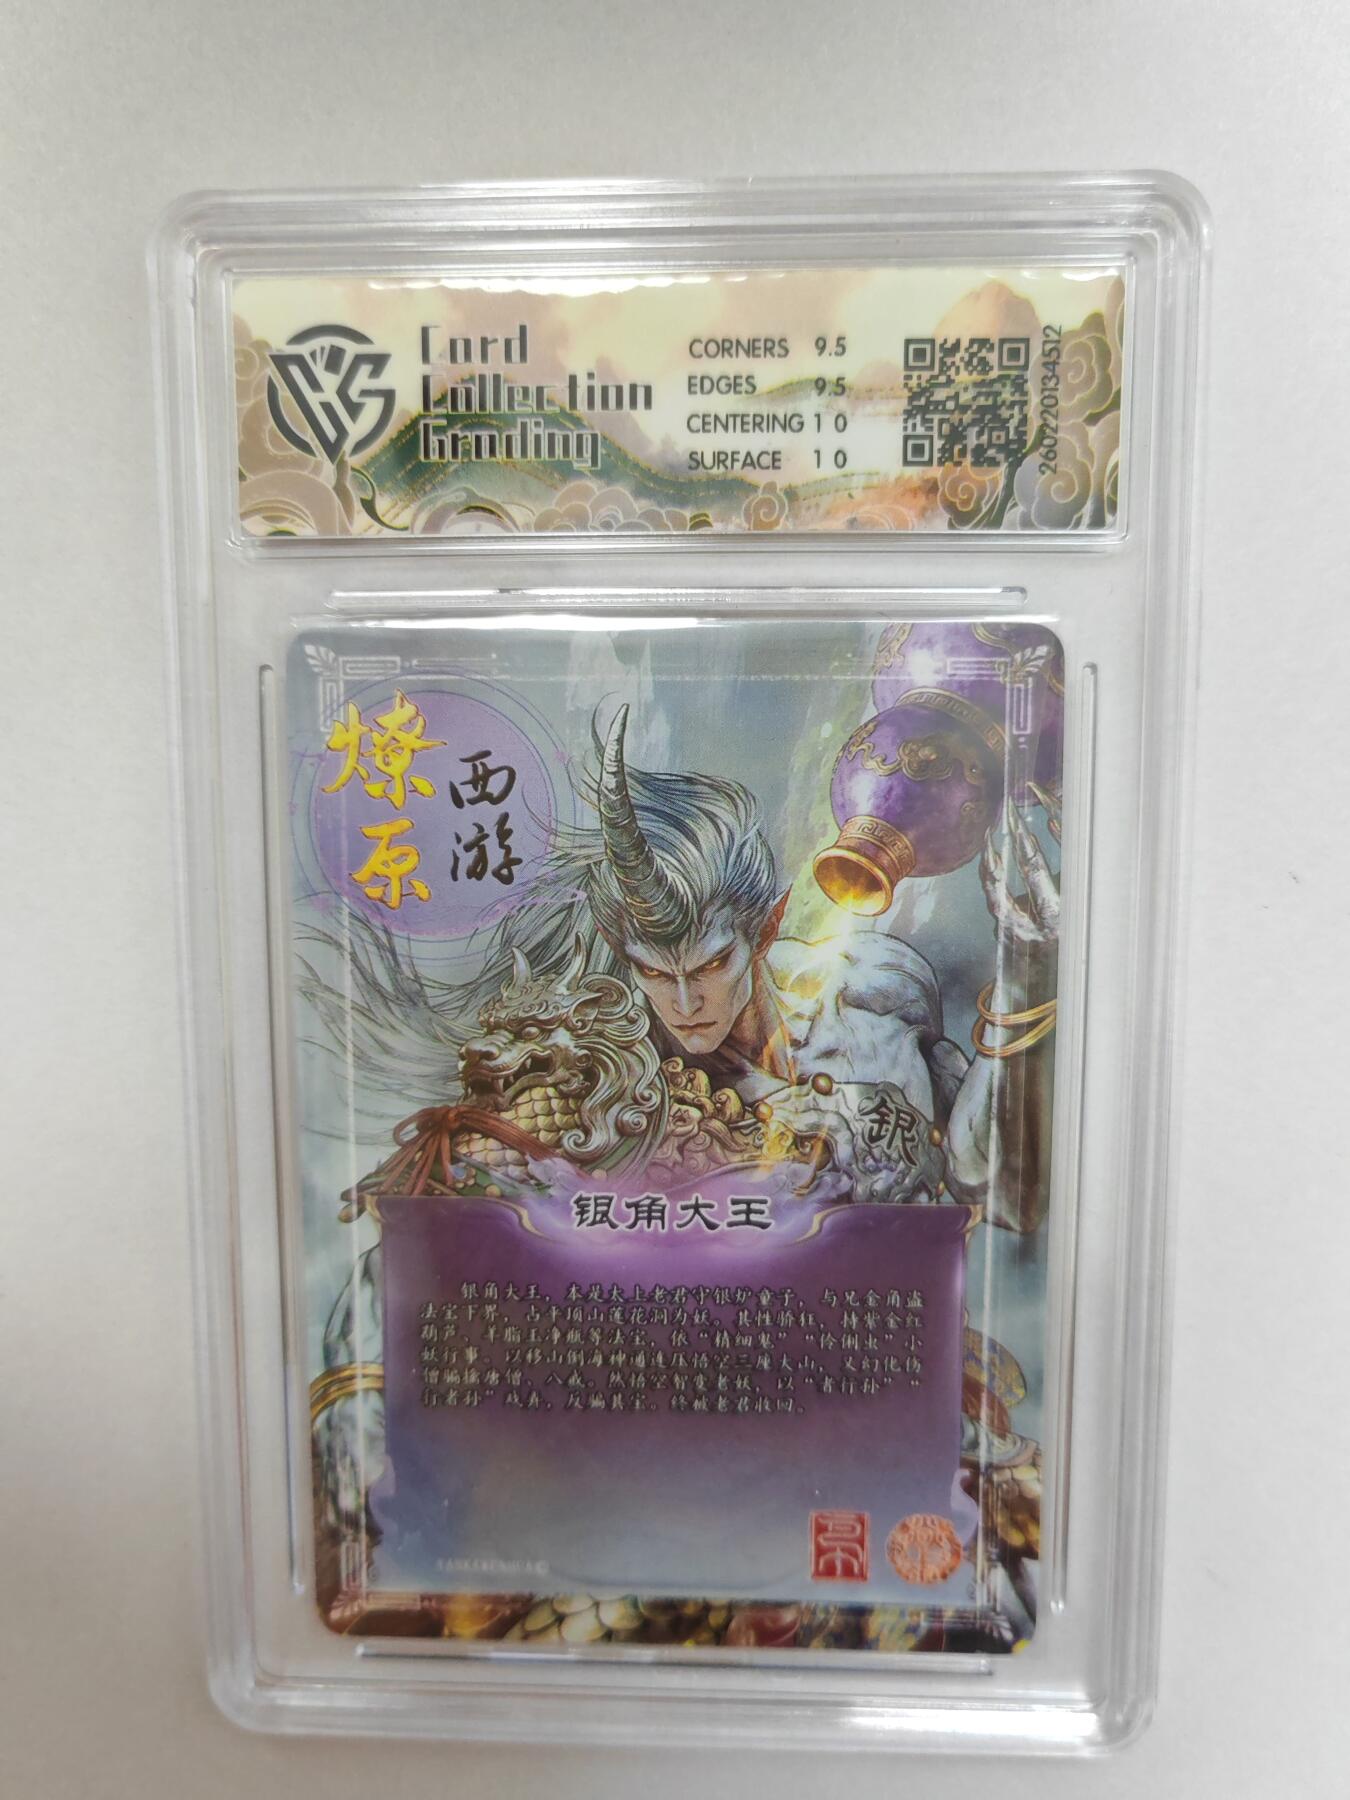 Card
Collection
Grading
CORNERS 9.5
EDGES 9.5
CENTERING 10
SURFACE 10
2602220134512
燎原
西游
银
银角大王
银角大王，本是太上老君守银炉童子，与兄金角盗
法宝下界，占平顶山莲花洞为妖。其性骄狂，持紫金红
葫芦、羊脂玉净瓶等法宝，依“精细鬼”“伶俐虫”小
妖行事。以移山倒海神通连压悟空三座大山，又幻化伤
僧骗擒唐僧、八戒。然悟空智变老妖，以“者行孙”“
行者孙”戏弄，反骗其宝。终被老君收回。